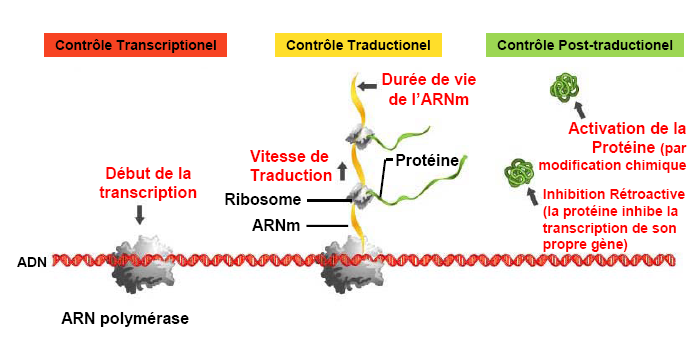 Contrôle Transcriptionel
Contrôle Traductionel
Contrôle Post-traductionel
Durée de vie
de l'ARNm
Activation de la
Protéine (par
modification chimique
Vitesse de
Traduction
Protéine
Début de la
transcription
Ribosome
Inhibition Rétroactive
(la protéine inhibe la
transcription de son
propre gène)
ARNm
ADN
ARN polymérase